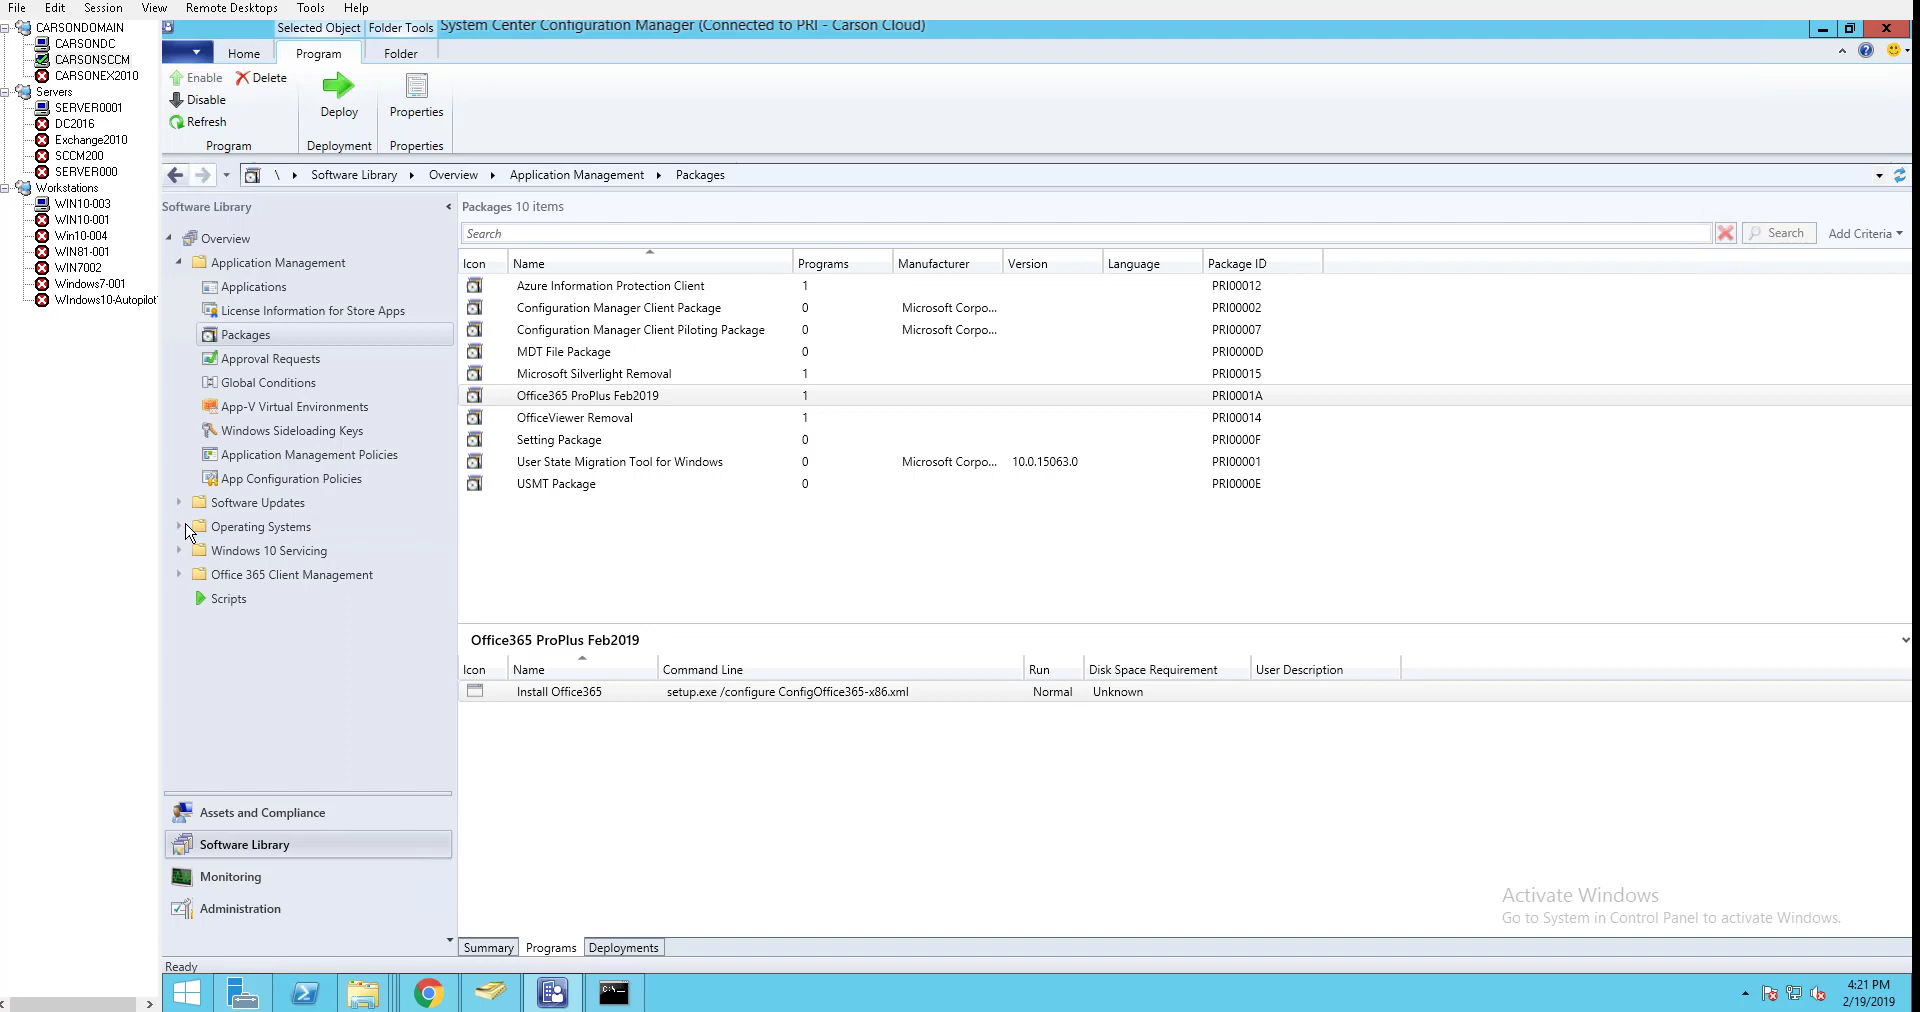 File Edit Session View Remote Desktops Tools Help
CARSONDOMAIN
CARSONDC
CARSONSCCM
CARSONEX2010
Servers
SERVER0001
DC2016
Exchange2010
SCCM200
SERVER000
Workstations
WIN10-003
WIN10-001
Win10-004
WIN81-001
WIN7002
Windows7-001
WIndows10-Autopilot
Selected Object Folder Tools System Center Configuration Manager (Connected to PRI - Carson Cloud)
Home Program Folder
Enable Delete
Disable
Refresh
Deploy
Properties
Program Deployment Properties
\ Software Library Overview Application Management Packages
Software Library
Overview
Application Management
Applications
License Information for Store Apps
Packages
Approval Requests
Global Conditions
App-V Virtual Environments
Windows Sideloading Keys
Application Management Policies
App Configuration Policies
Software Updates
Operating Systems
Windows 10 Servicing
Office 365 Client Management
Scripts
Assets and Compliance
Software Library
Monitoring
Administration
Packages 10 items
Search Search Add Criteria
Icon Name Programs Manufacturer Version Language Package ID
Azure Information Protection Client 1 PRI00012
Configuration Manager Client Package 0 Microsoft Corpo... PRI00002
Configuration Manager Client Piloting Package 0 Microsoft Corpo... PRI00007
MDT File Package 0 PRI0000D
Microsoft Silverlight Removal 1 PRI00015
Office365 ProPlus Feb2019 1 PRI0001A
OfficeViewer Removal 1 PRI00014
Setting Package 0 PRI0000F
User State Migration Tool for Windows 0 Microsoft Corpo... 10.0.15063.0 PRI00001
USMT Package 0 PRI0000E
Office365 ProPlus Feb2019
Icon Name Command Line Run Disk Space Requirement User Description
Install Office365 setup.exe /configure ConfigOffice365-x86.xml Normal Unknown
Activate Windows
Go to System in Control Panel to activate Windows.
Summary Programs Deployments
Ready
4:21 PM
2/19/2019